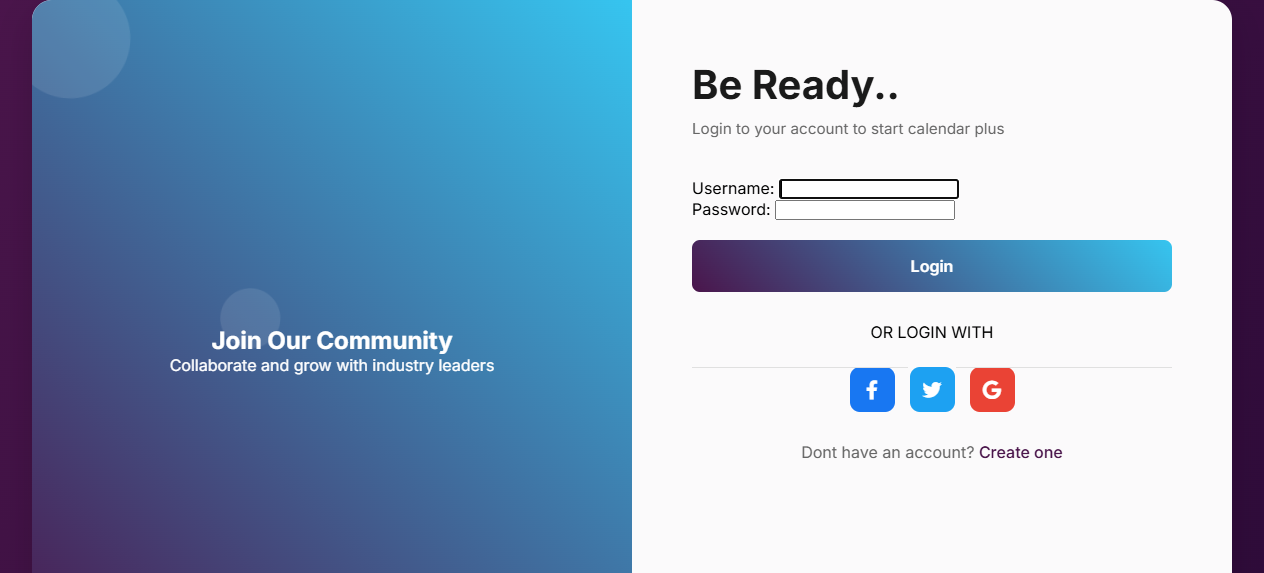 Join Our Community
Collaborate and grow with industry leaders
Be Ready..
Login to your account to start calendar plus
Username:
Password:
Login
OR LOGIN WITH
Dont have an account? Create one